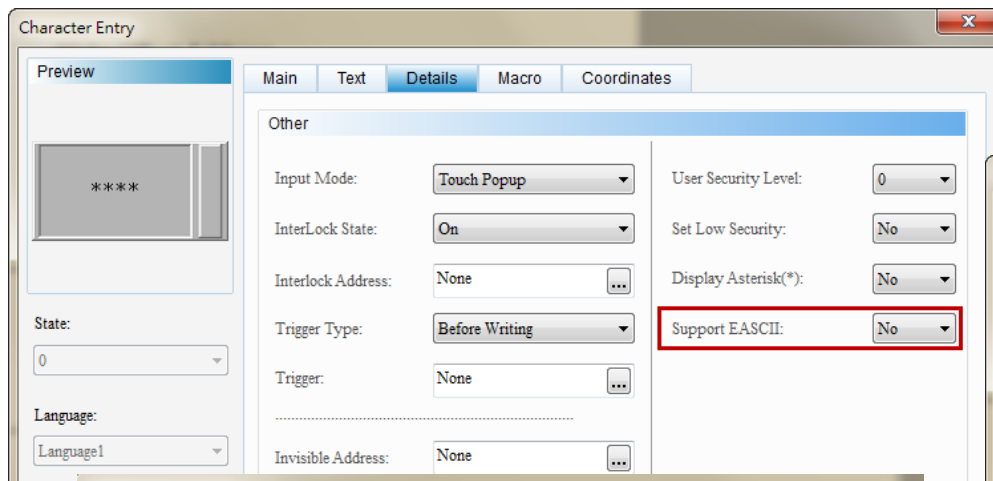 Character Entry
x
Preview
****
State:
0
Language:
Language1
Main Text Details Macro Coordinates
Other
Input Mode: Touch Popup
InterLock State: On
Interlock Address: None ...
Trigger Type: Before Writing
Trigger: None ...
Invisible Address: None ...
User Security Level: 0
Set Low Security: No
Display Asterisk(*): No
Support EASCII: No